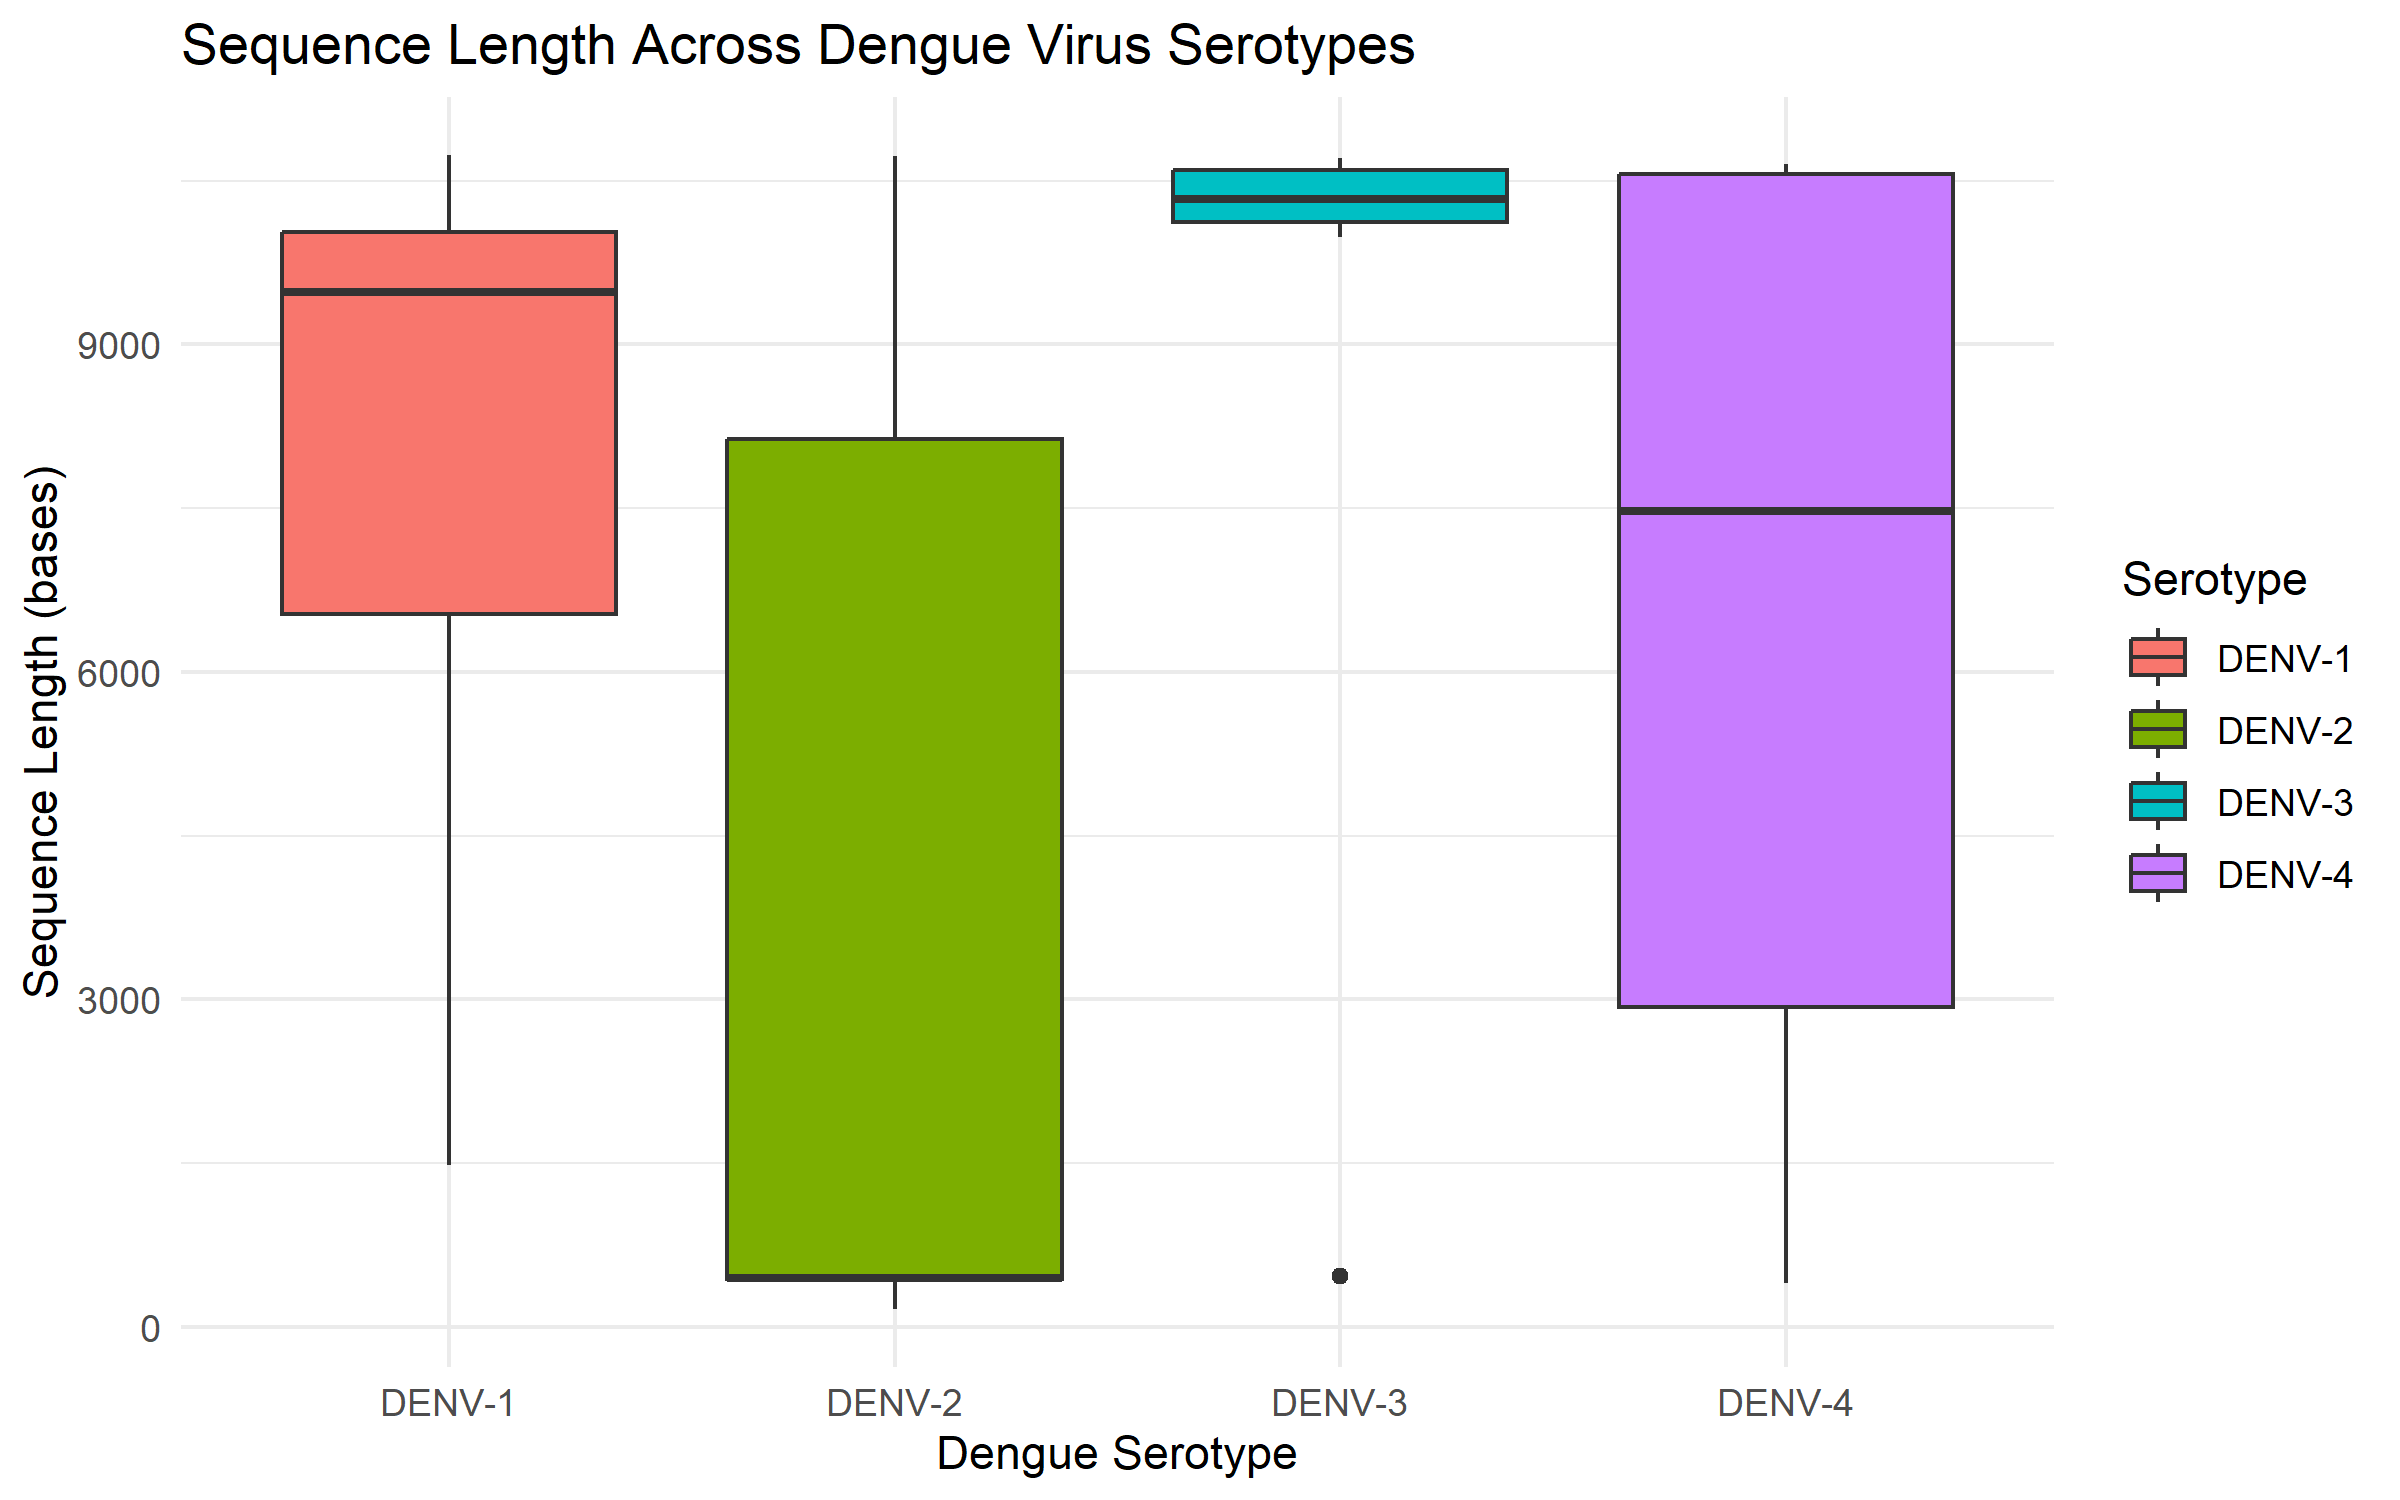 Sequence Length Across Dengue Virus Serotypes
Sequence Length (bases)
9000
6000
3000
0
DENV-1 DENV-2 DENV-3 DENV-4
Dengue Serotype
Serotype
DENV-1
DENV-2
DENV-3
DENV-4